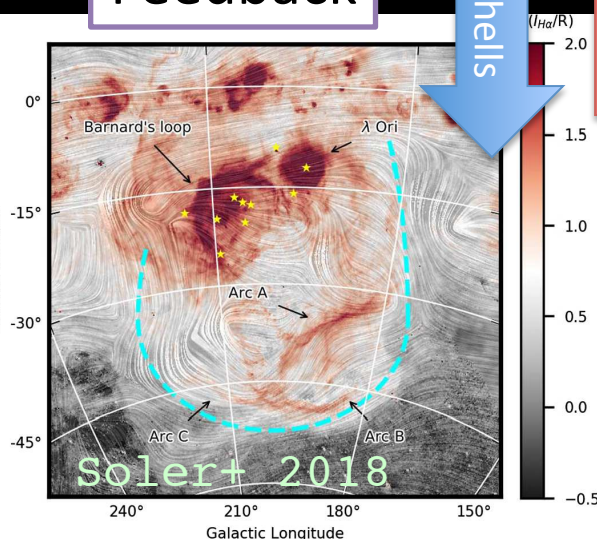 Feedback
hells
(I_Hα/R)
2.0
0°
Barnard's loop
λ Ori
1.5
-15°
1.0
Arc A
-30°
0.5
0.0
Arc C
Arc B
-45°
Soler+ 2018
-0.5
240°
210°
180°
150°
Galactic Longitude